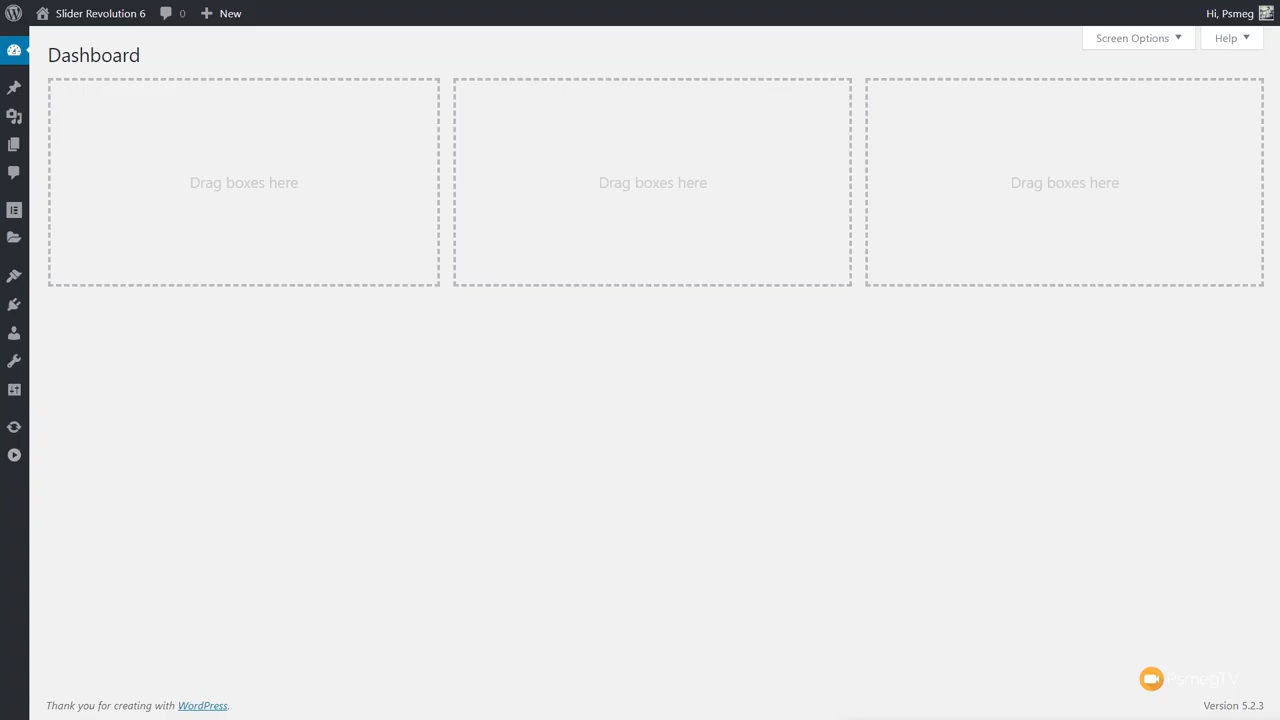 Slider Revolution 6 0 New Hi, Psmeg
Screen Options Help
Dashboard
Drag boxes here Drag boxes here Drag boxes here
PsmegTV
Thank you for creating with WordPress. Version 5.2.3